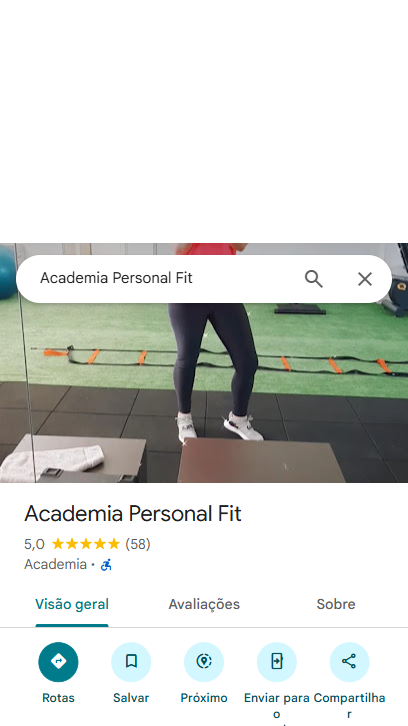 Academia Personal Fit
Academia Personal Fit
5,0 ★★★★★ (58)
Academia ·
Visão geral Avaliações Sobre
Rotas Salvar Próximo Enviar para o Compartilhar